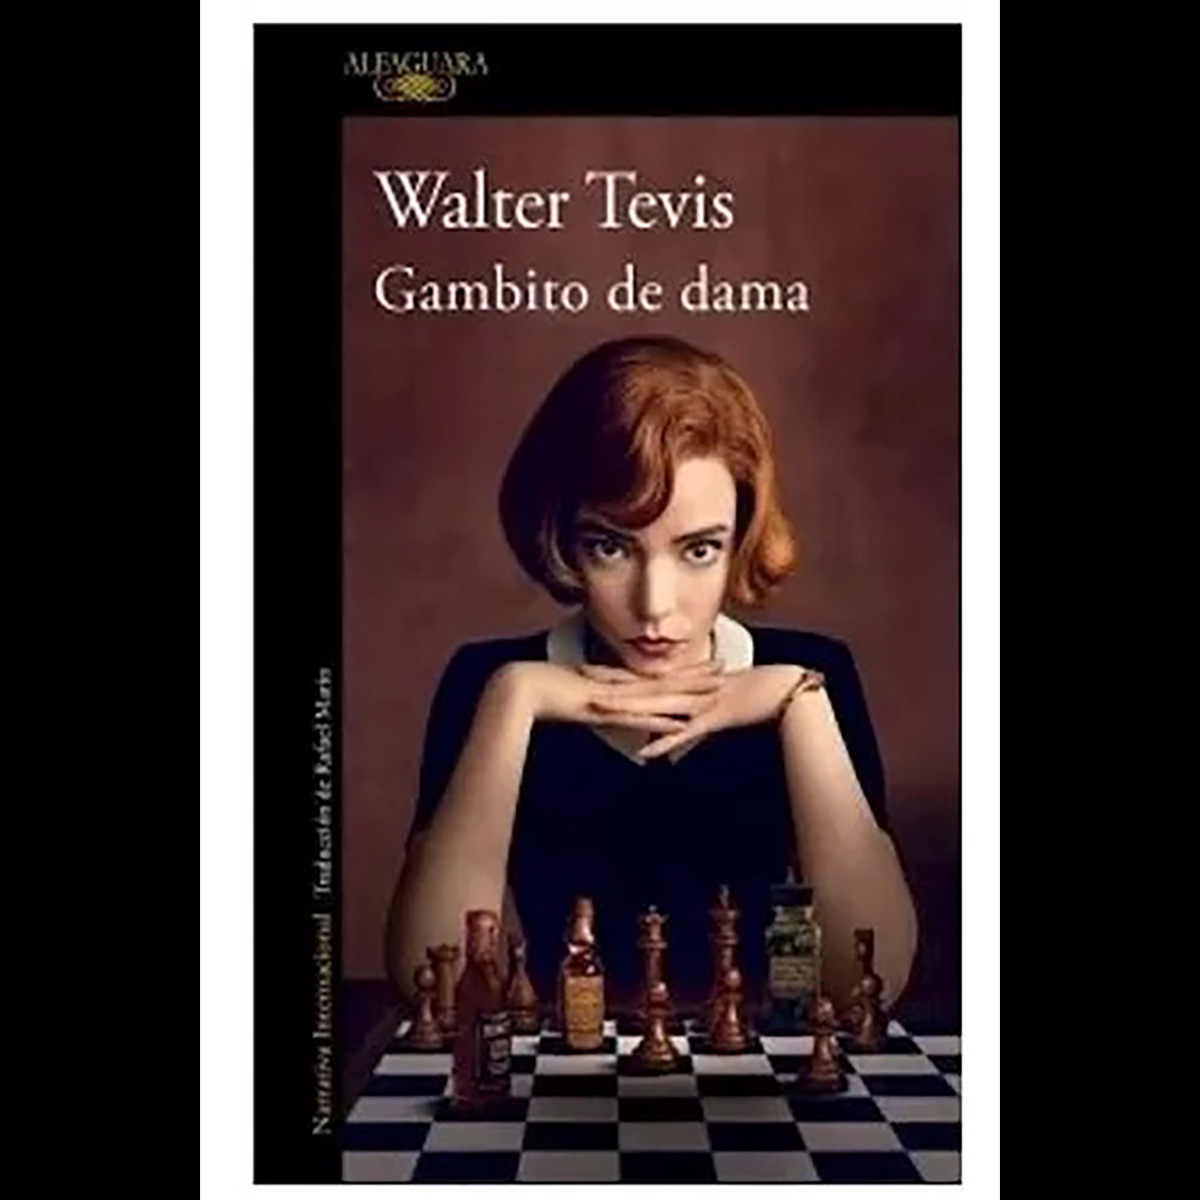 ALFAGUARA
Walter Tevis
Gambito de dama
Narrativa Internacional Traducción de Rafael Marín